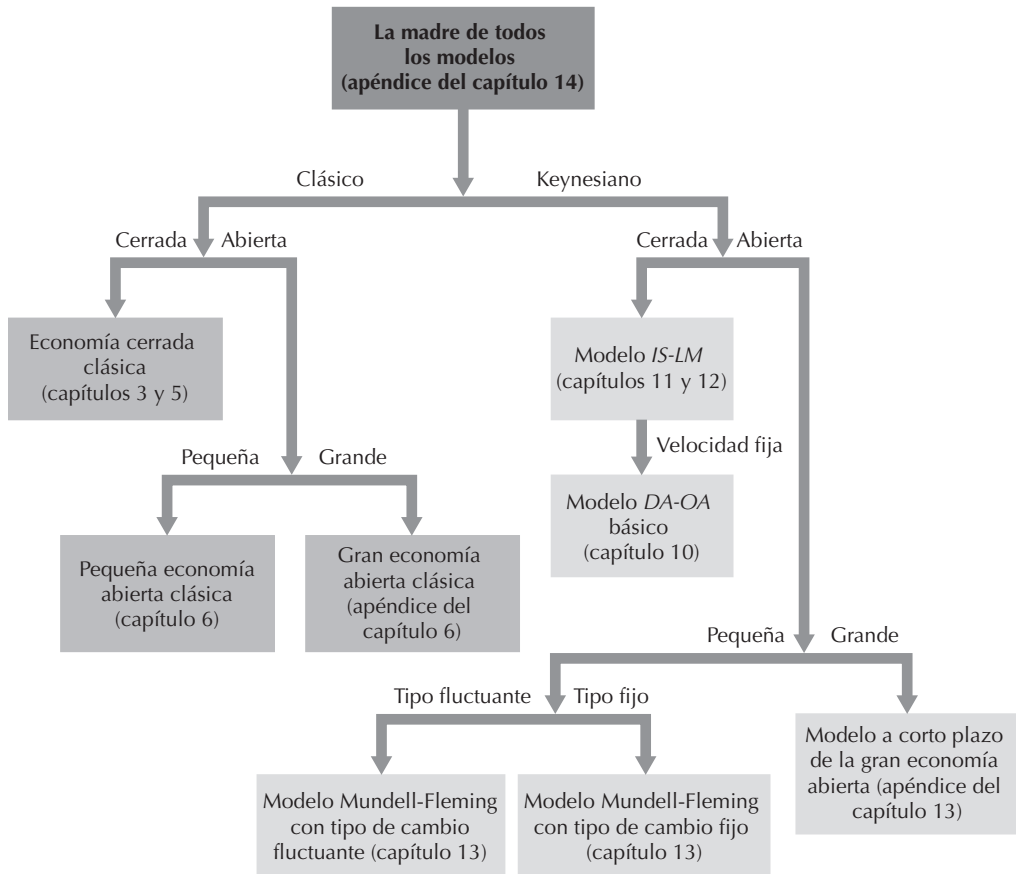 La madre de todos
los modelos
(apéndice del capítulo 14)
Clásico
Keynesiano
Cerrada
Abierta
Cerrada
Abierta
Economía cerrada
clásica
(capítulos 3 y 5)
Modelo IS-LM
(capítulos 11 y 12)
Pequeña
Grande
Velocidad fija
Modelo DA-OA
básico
(capítulo 10)
Pequeña economía
abierta clásica
(capítulo 6)
Gran economía
abierta clásica
(apéndice del
capítulo 6)
Pequeña
Grande
Tipo fluctuante
Tipo fijo
Modelo a corto plazo
de la gran economía
abierta (apéndice del
capítulo 13)
Modelo Mundell-Fleming
con tipo de cambio
fluctuante (capítulo 13)
Modelo Mundell-Fleming
con tipo de cambio fijo
(capítulo 13)